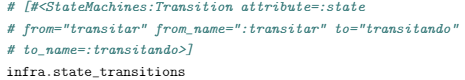 # [#<StateMachines:Transition attribute=:state
# from="transitar" from_name=":transitar" to="transitando"
# to_name=:transitando>]
infra.state_transitions